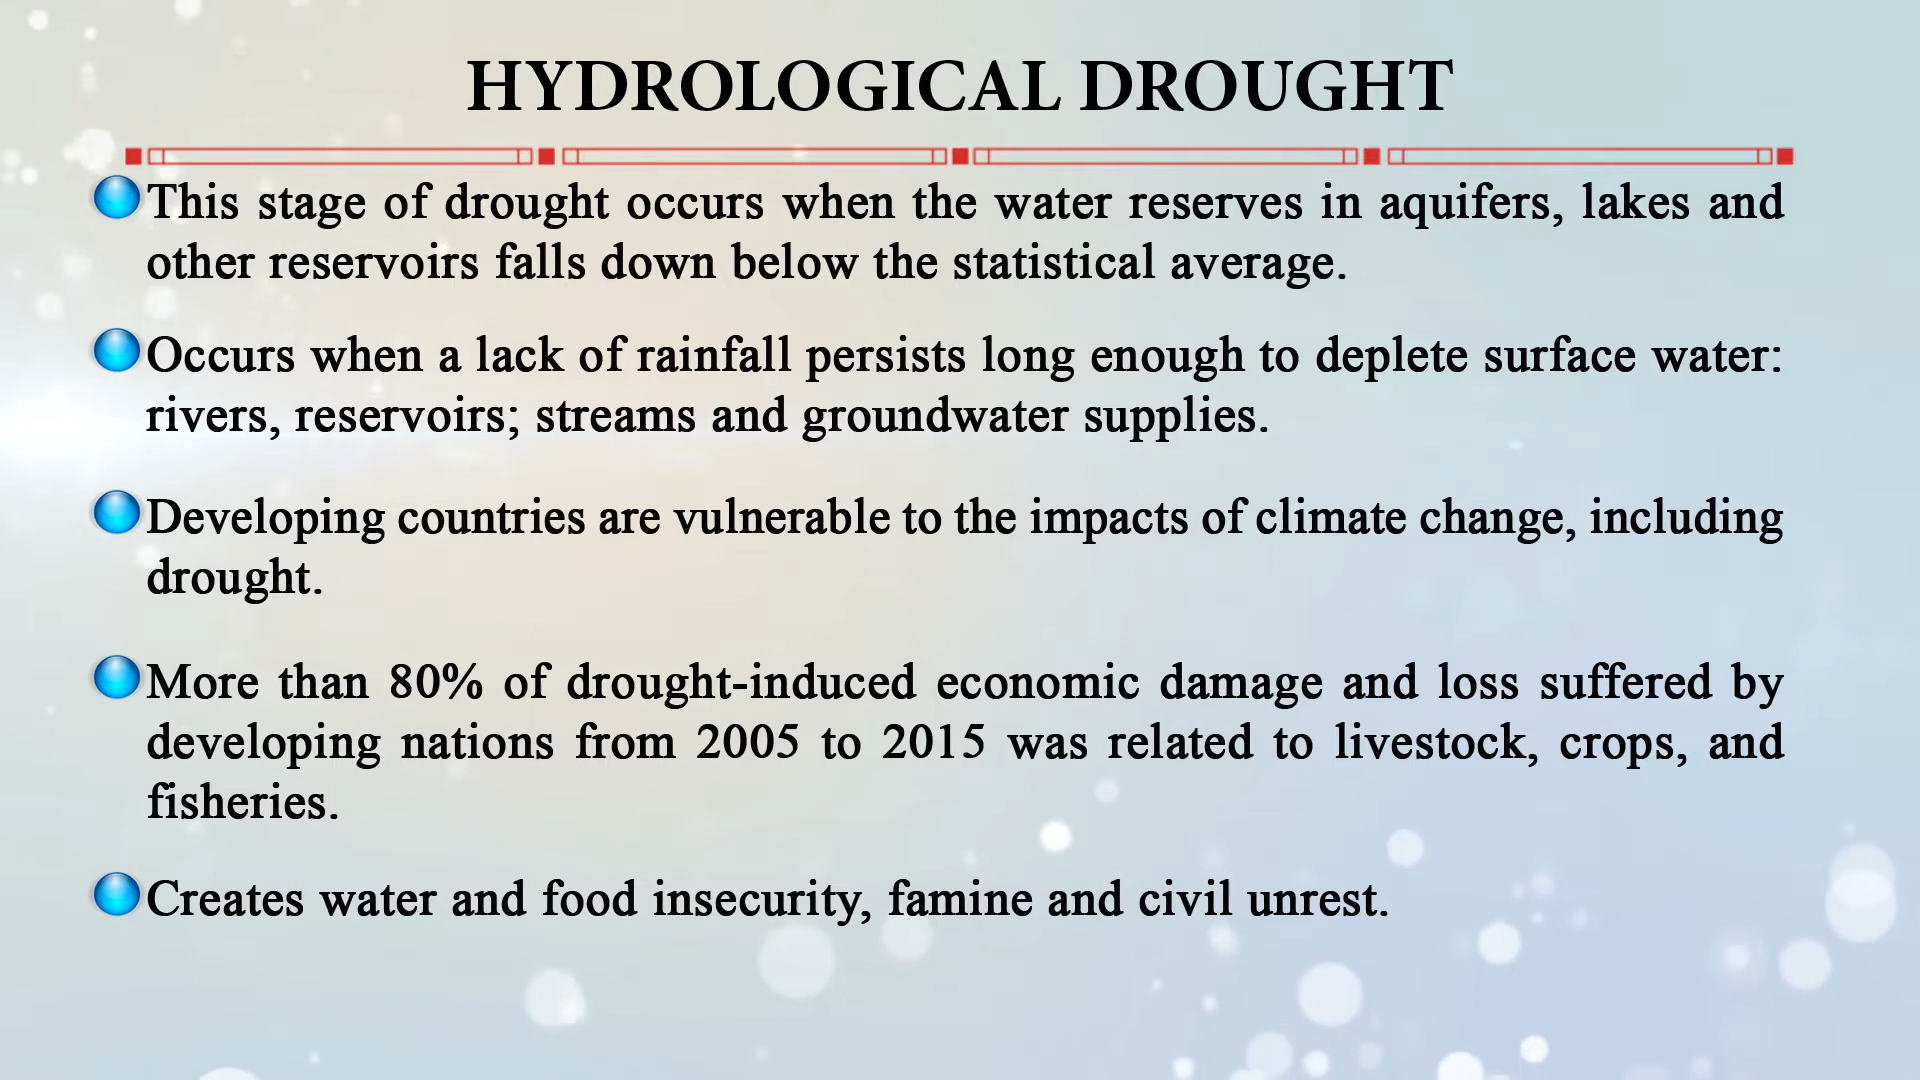 HYDROLOGICAL DROUGHT
This stage of drought occurs when the water reserves in aquifers, lakes and
other reservoirs falls down below the statistical average.
Occurs when a lack of rainfall persists long enough to deplete surface water:
rivers, reservoirs; streams and groundwater supplies.
Developing countries are vulnerable to the impacts of climate change, including
drought.
More than 80% of drought-induced economic damage and loss suffered by
developing nations from 2005 to 2015 was related to livestock, crops, and
fisheries.
Creates water and food insecurity, famine and civil unrest.